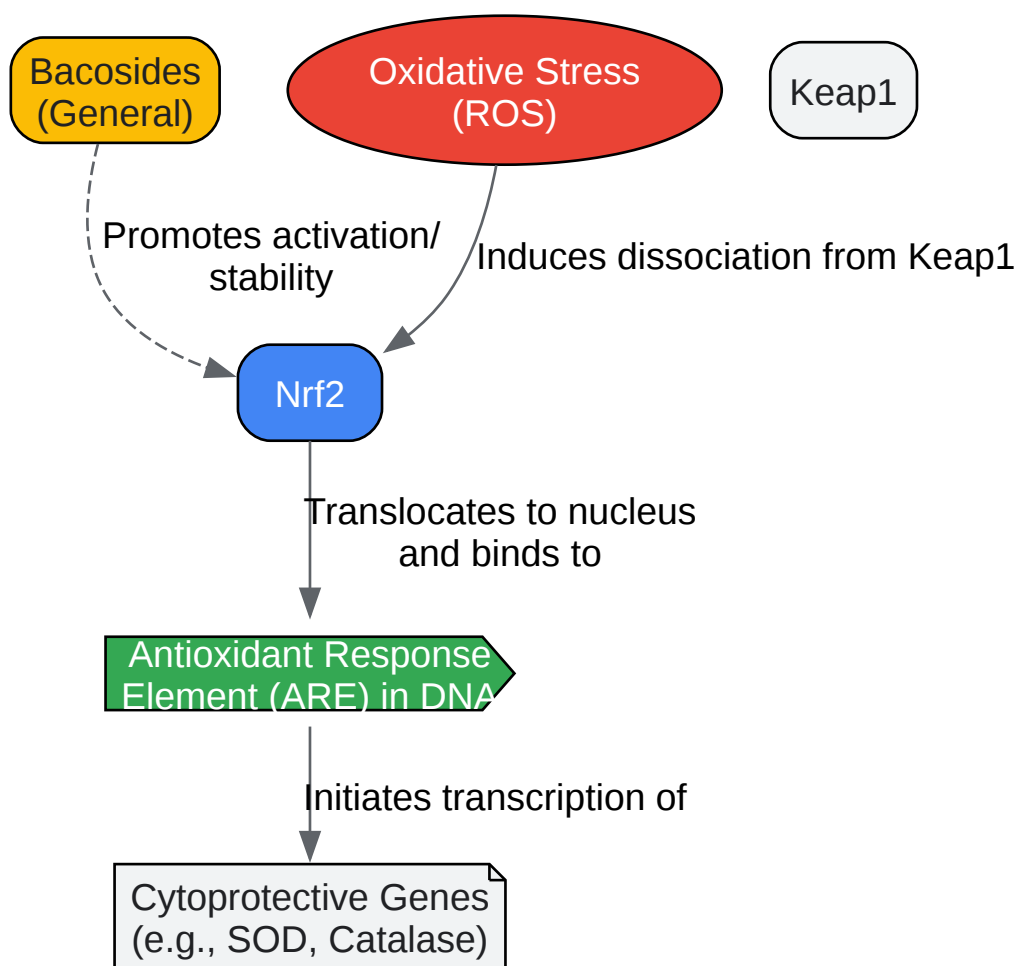 Bacosides
(General)
Oxidative Stress
(ROS)
Keap1
Promotes activation/
stability
Induces dissociation from Keap1
Nrf2
Translocates to nucleus
and binds to
Antioxidant Response
Element (ARE) in DNA
Initiates transcription of
Cytoprotective Genes
(e.g., SOD, Catalase)